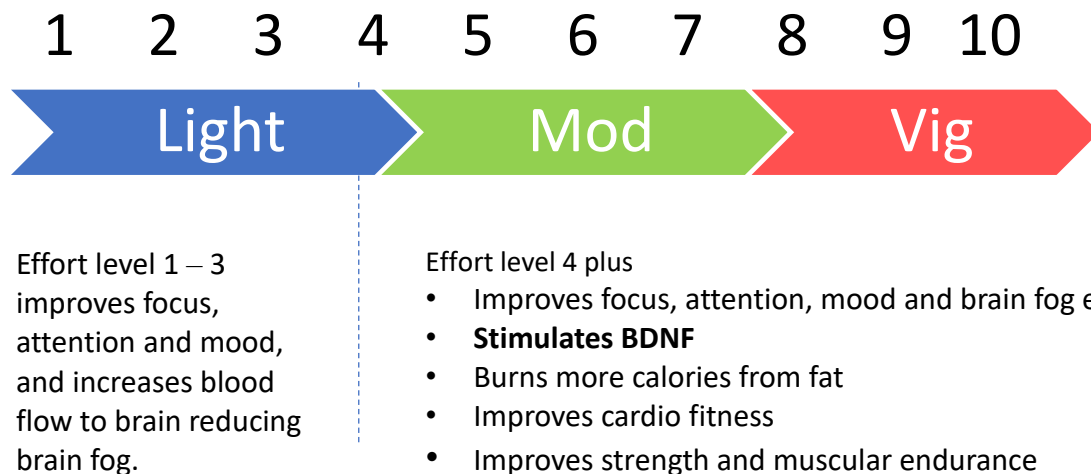 1 2 3 4 5 6 7 8 9 10
Light Mod Vig
Effort level 1 – 3
improves focus,
attention and mood,
and increases blood
flow to brain reducing
brain fog.
Effort level 4 plus
• Improves focus, attention, mood and brain fog
• Stimulates BDNF
• Burns more calories from fat
• Improves cardio fitness
• Improves strength and muscular endurance